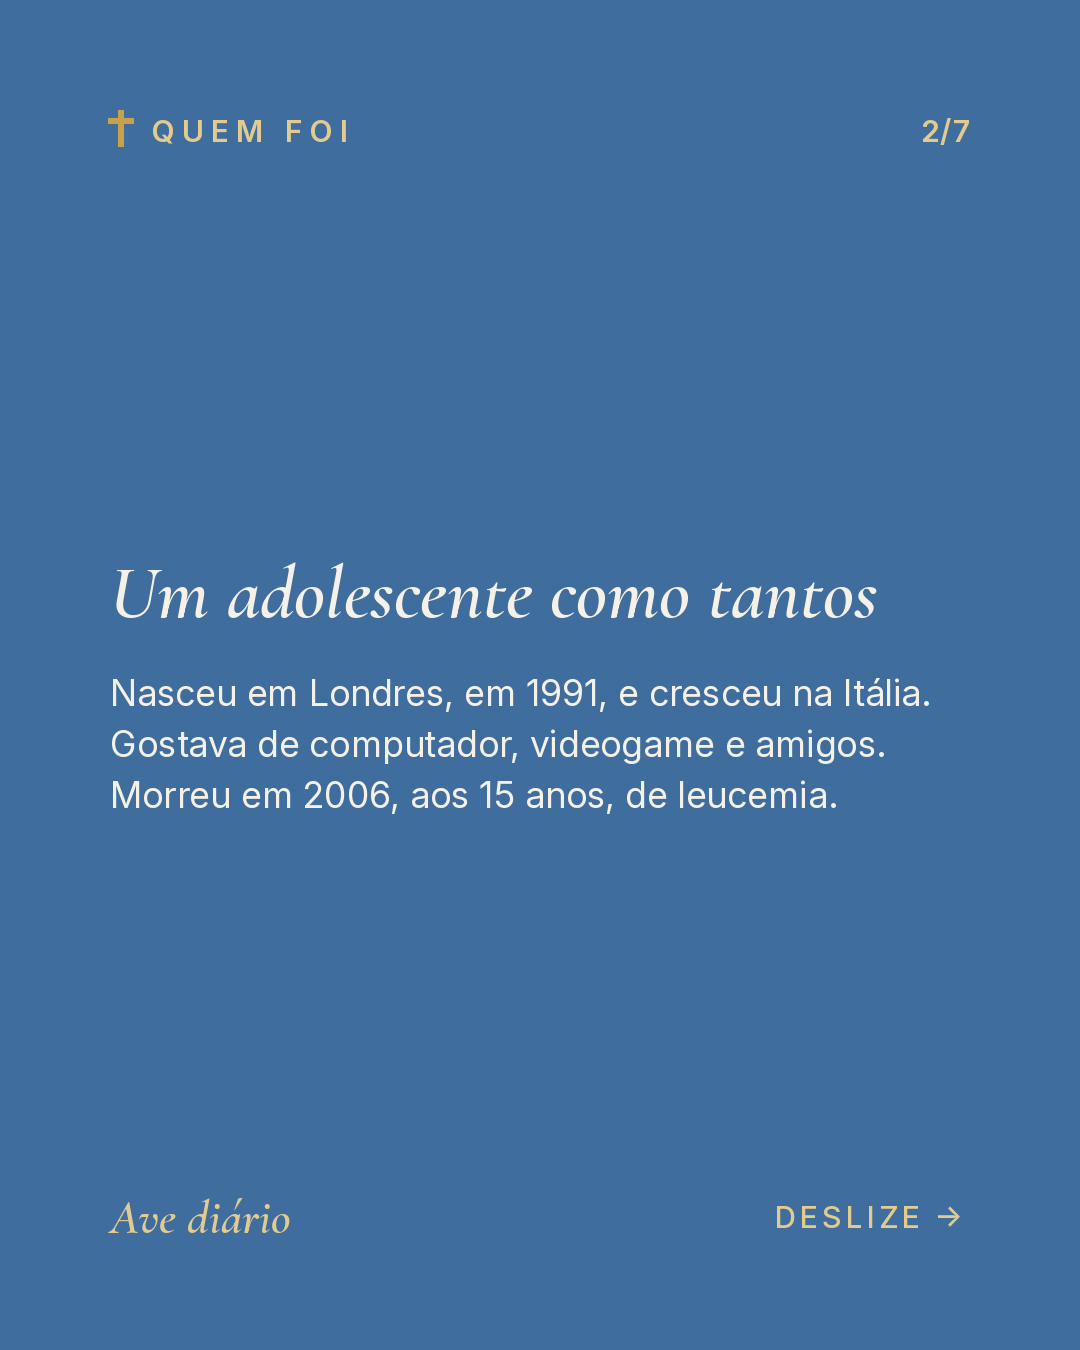 QUEM FOI
2/7
Um adolescente como tantos
Nasceu em Londres, em 1991, e cresceu na Itália.
Gostava de computador, videogame e amigos.
Morreu em 2006, aos 15 anos, de leucemia.
Ave diário
DESLIZE →